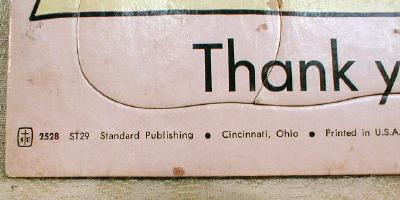 Thank y
2528 ST29 Standard Publishing ● Cincinnati, Ohio ● Printed in U.S.A.